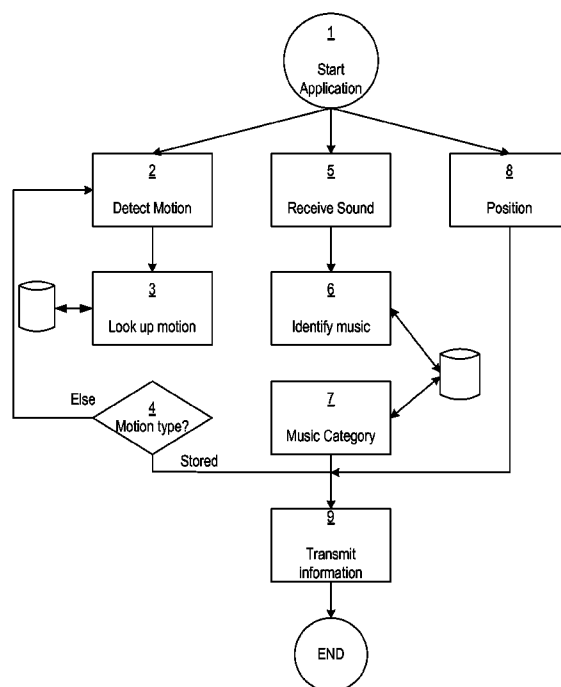 1
Start
Application
2
Detect Motion
5
Receive Sound
8
Position
3
Look up motion
6
Identify music
Else
4
Motion type?
7
Music Category
Stored
9
Transmit
information
END